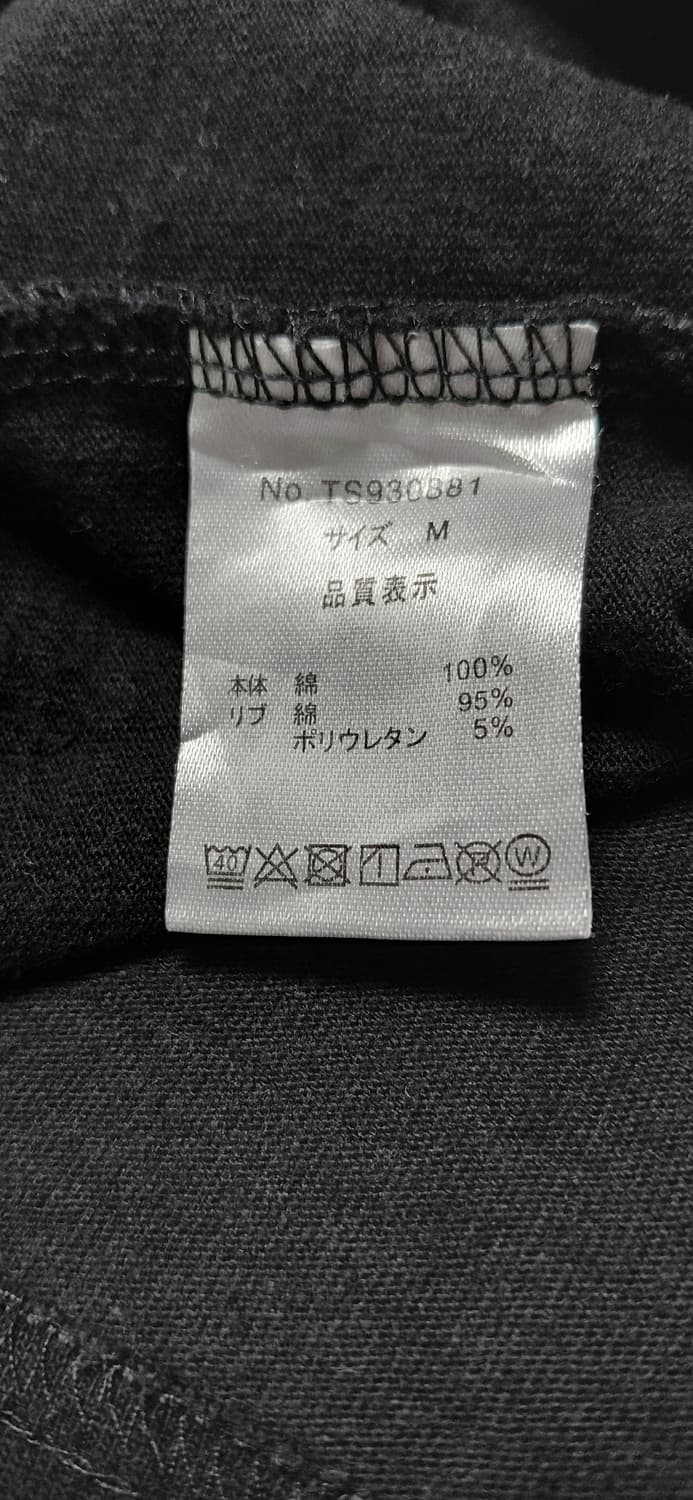 No. TS930881
サイズ M
品質表示
本体 綿 100%
リブ 綿 95%
ポリウレタン 5%
40 P W